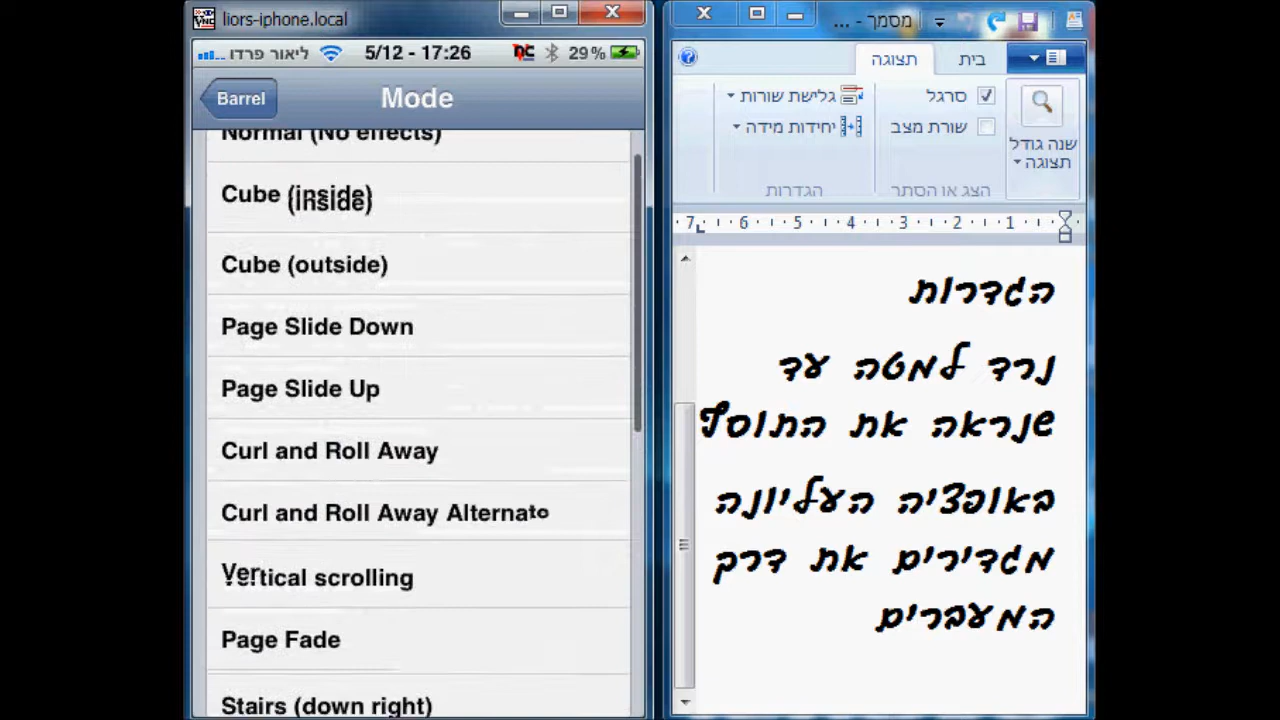 liors-iphone.local
ליאור פרדו 5/12 - 17:26 29%
Barrel
Mode
Normal (No effects)
Cube (inside)
Cube (outside)
Page Slide Down
Page Slide Up
Curl and Roll Away
Curl and Roll Away Alternate
Vertical scrolling
Page Fade
Stairs (down right)
מסמך - ...
בית תצוגה
סרגל
שורת מצב
הצג או הסתר
גלישת שורות
יחידות מידה
הגדרות
שנה גודל
תצוגה
1 2 3 4 5 6 7
הגדרות
נרד למטה עד
שנראה את התוסף
באופציה העליונה
מגדירים את דרך
המעברים